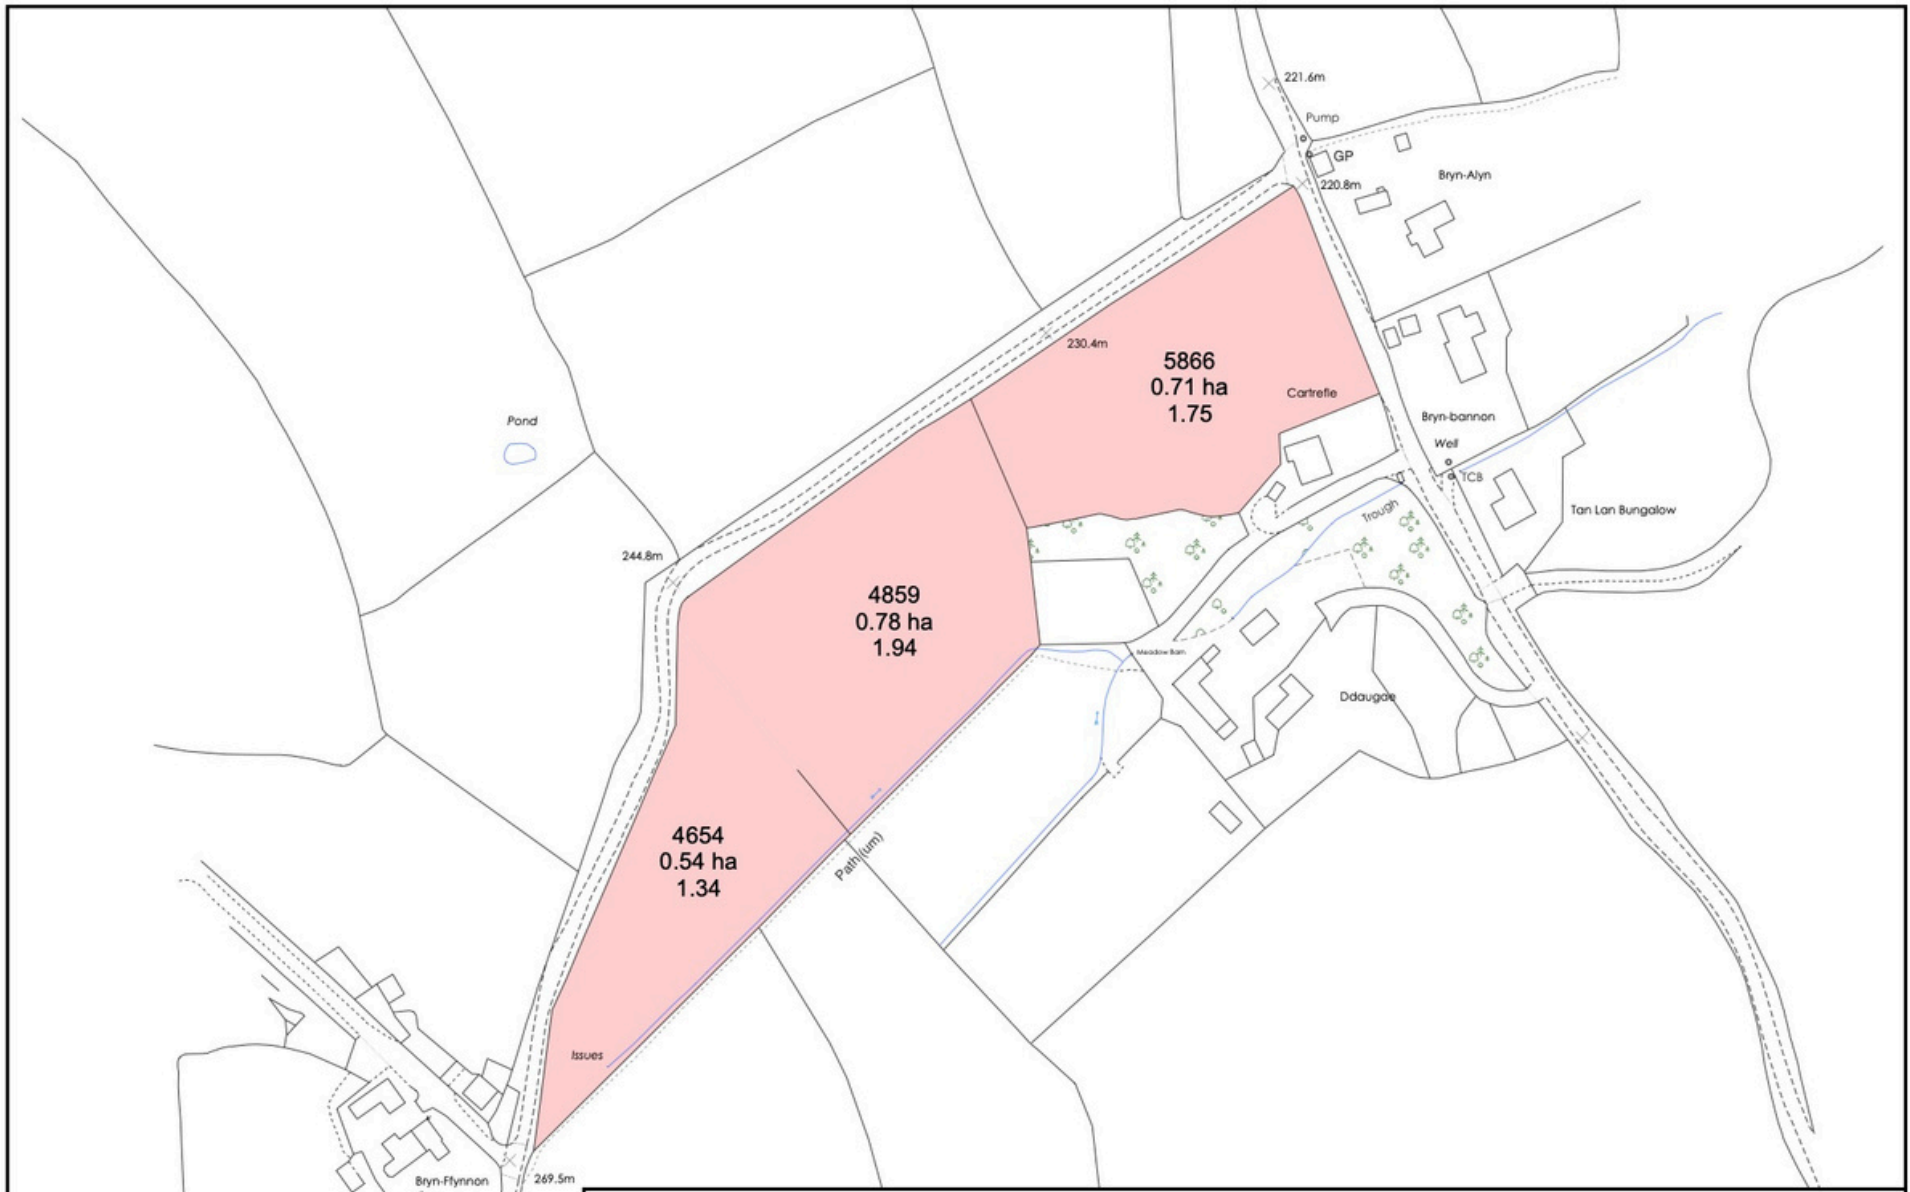 221.6m
Pump
GP
220.8m
Bryn-Alyn
230.4m
5866
0.71 ha
1.75
Cartrefle
Pond
Bryn-bannon
Well
TCB
Trough
Tan Lan Bungalow
244.8m
4859
0.78 ha
1.94
Meadow Barn
Ddaugae
4654
0.54 ha
1.34
Path (um)
Issues
Bryn-Ffynnon
269.5m